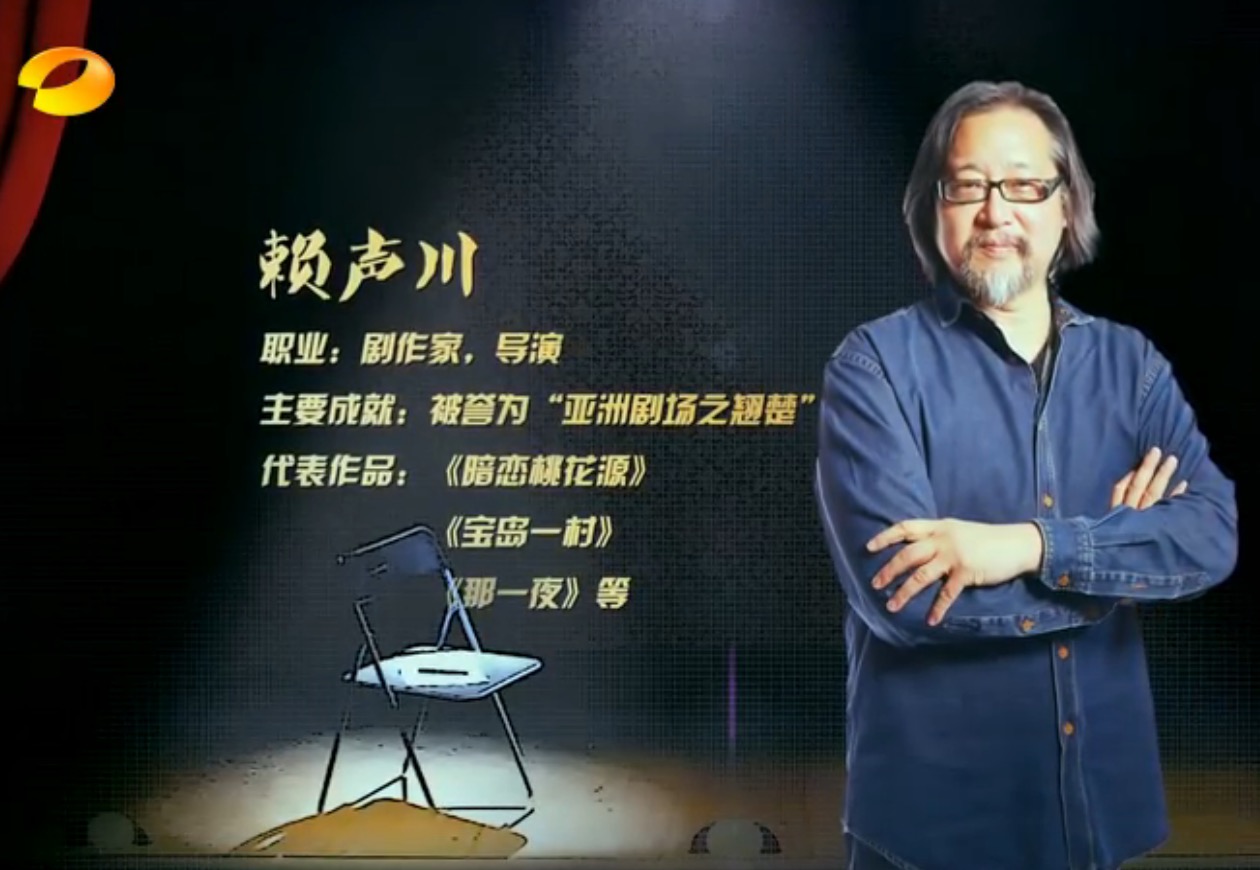 赖声川
职业：剧作家，导演
主要成就：被誉为“亚洲剧场之翘楚”
代表作品：《暗恋桃花源》
《宝岛一村》
《那一夜》等